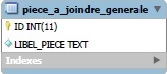 piece_a_joindre_generale
ID INT(11)
LIBEL_PIECE TEXT
Indexes